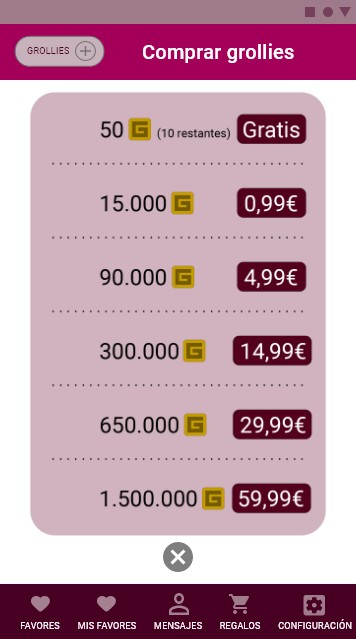 GROLLIES
Comprar grollies
50 G (10 restantes) Gratis
15.000 G 0,99€
90.000 G 4,99€
300.000 G 14,99€
650.000 G 29,99€
1.500.000 G 59,99€
FAVORES MIS FAVORES MENSAJES REGALOS CONFIGURACIÓN